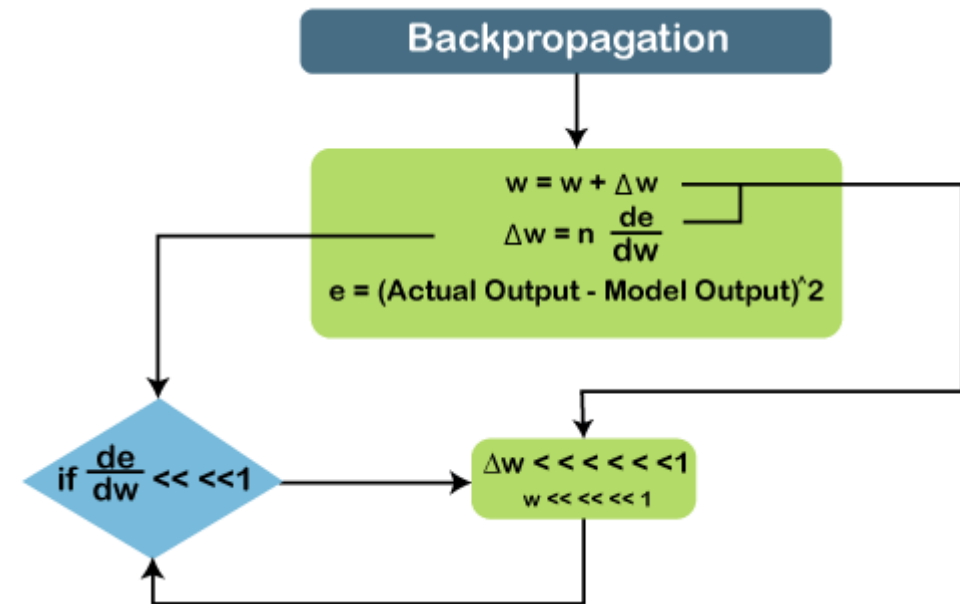 Backpropagation
w = w + Δw
Δw = n de/dw
e = (Actual Output - Model Output)^2
if de/dw << <<1
Δw < < < < < <1
w << << << 1